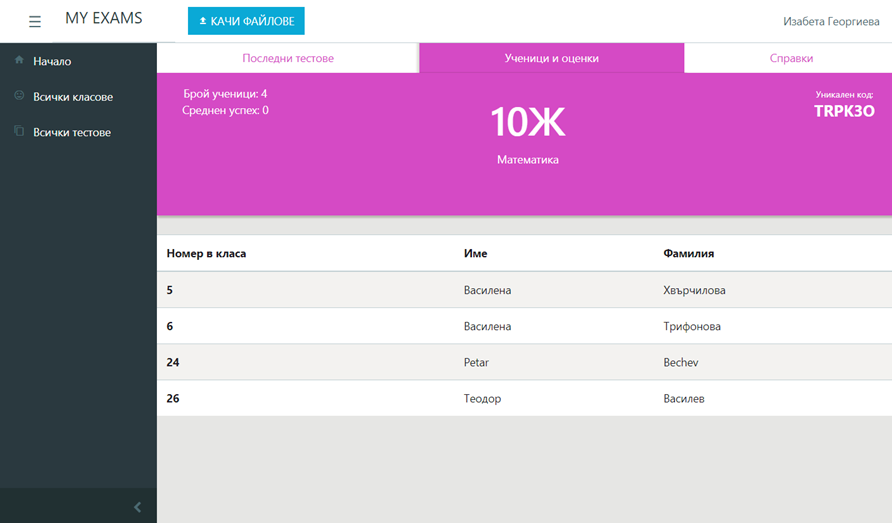 MY EXAMS
КАЧИ ФАЙЛОВЕ
Изабета Георгиева
Начало
Всички класове
Всички тестове
Последни тестове
Ученици и оценки
Справки
Брой ученици: 4
Среднен успех: 0
10Ж
Математика
Уникален код:
TRPK3O
Номер в класа Име Фамилия
5 Василена Хвърчилова
6 Василена Трифонова
24 Petar Bechev
26 Теодор Василев